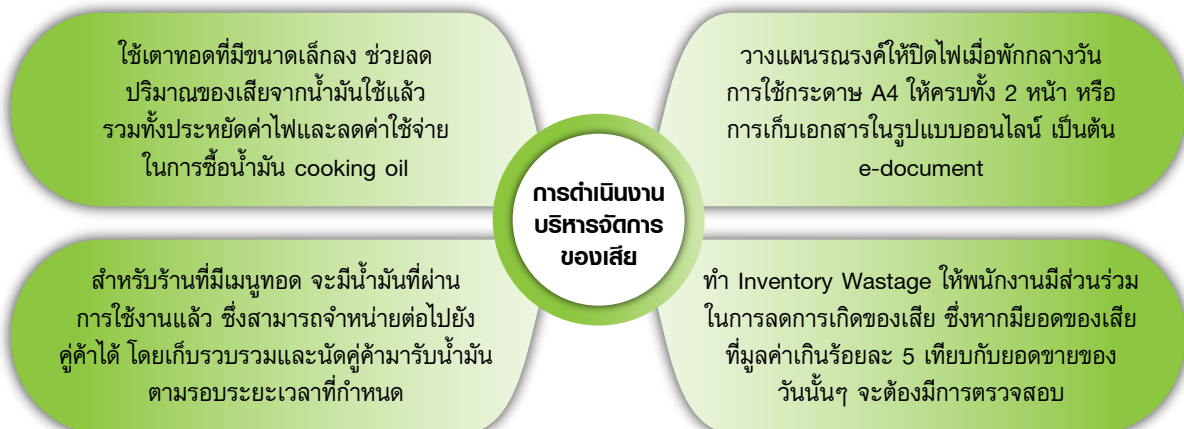 ใช้เตาทอดที่มีขนาดเล็กลง ช่วยลด
ปริมาณของเสียจากน้ำมันใช้แล้ว
รวมทั้งประหยัดค่าไฟและลดค่าใช้จ่าย
ในการซื้อน้ำมัน cooking oil
วางแผนรณรงค์ให้ปิดไฟเมื่อพักกลางวัน
การใช้กระดาษ A4 ให้ครบทั้ง 2 หน้า หรือ
การเก็บเอกสารในรูปแบบออนไลน์ เป็นต้น
e-document
การดำเนินงาน
บริหารจัดการ
ของเสีย
สำหรับร้านที่มีเมนูทอด จะมีน้ำมันที่ผ่าน
การใช้งานแล้ว ซึ่งสามารถจำหน่ายต่อไปยัง
คู่ค้าได้ โดยเก็บรวบรวมและนัดคู่ค้ามารับน้ำมัน
ตามรอบระยะเวลาที่กำหนด
ทำ Inventory Wastage ให้พนักงานมีส่วนร่วม
ในการลดการเกิดของเสีย ซึ่งหากมียอดของเสีย
ที่มูลค่าเกินร้อยละ 5 เทียบกับยอดขายของ
วันนั้นๆ จะต้องมีการตรวจสอบ